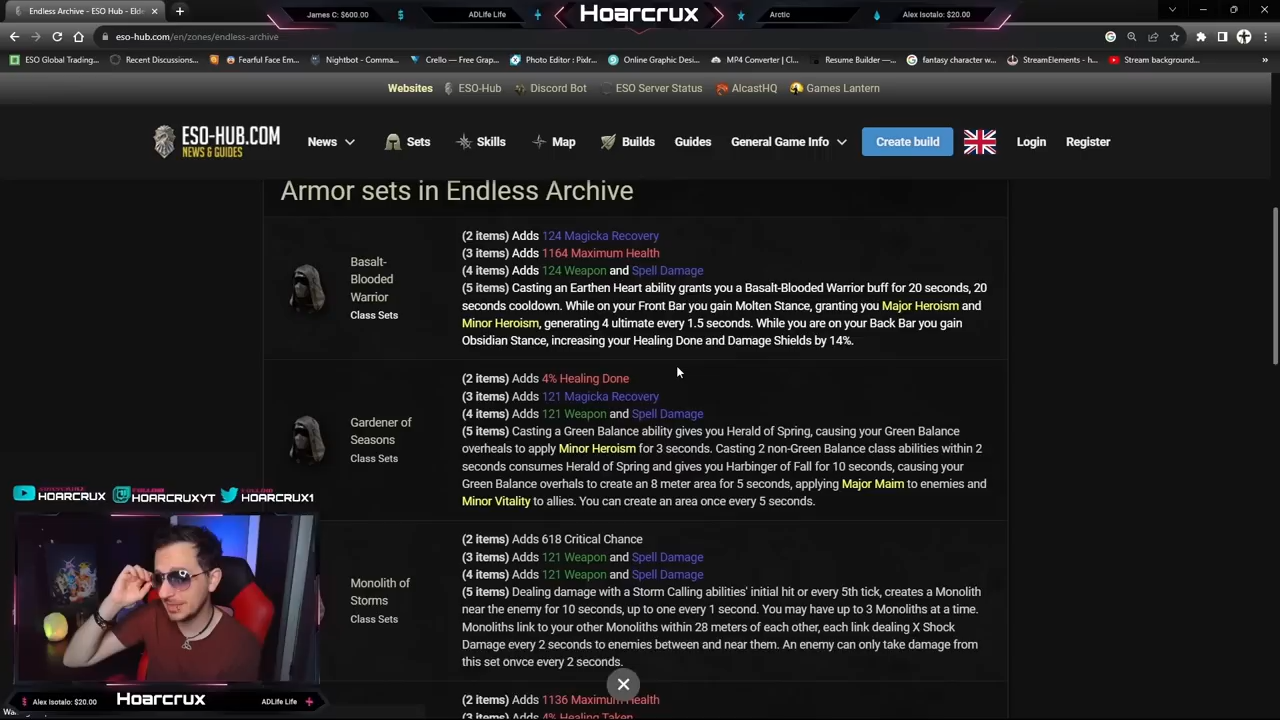 Endless Archive - ESO Hub - Elde
James C: $600.00
ADLife Life
Hoarcrux
Arctic
Alex Isotalo: $20.00
eso-hub.com/en/zones/endless-archive
ESO Global Trading...
Recent Discussions...
Fearful Face Em...
Nightbot - Comma...
Crello — Free Grap...
Photo Editor : Pixlr...
Online Graphic Desi...
MP4 Converter | Cl...
Resume Builder —...
fantasy character w...
StreamElements - h...
Stream background...
Websites
ESO-Hub
Discord Bot
ESO Server Status
AlcastHQ
Games Lantern
ESO-HUB.COM
NEWS & GUIDES
News
Sets
Skills
Map
Builds
Guides
General Game Info
Create build
Login
Register
Armor sets in Endless Archive
Basalt-
Blooded
Warrior
Class Sets
(2 items) Adds 124 Magicka Recovery
(3 items) Adds 1164 Maximum Health
(4 items) Adds 124 Weapon and Spell Damage
(5 items) Casting an Earthen Heart ability grants you a Basalt-Blooded Warrior buff for 20 seconds, 20
seconds cooldown. While on your Front Bar you gain Molten Stance, granting you Major Heroism and
Minor Heroism, generating 4 ultimate every 1.5 seconds. While you are on your Back Bar you gain
Obsidian Stance, increasing your Healing Done and Damage Shields by 14%.
Gardener of
Seasons
Class Sets
(2 items) Adds 4% Healing Done
(3 items) Adds 121 Magicka Recovery
(4 items) Adds 121 Weapon and Spell Damage
(5 items) Casting a Green Balance ability gives you Herald of Spring, causing your Green Balance
overheals to apply Minor Heroism for 3 seconds. Casting 2 non-Green Balance class abilities within 2
seconds consumes Herald of Spring and gives you Harbinger of Fall for 10 seconds, causing your
Green Balance overhals to create an 8 meter area for 5 seconds, applying Major Maim to enemies and
Minor Vitality to allies. You can create an area once every 5 seconds.
Monolith of
Storms
Class Sets
(2 items) Adds 618 Critical Chance
(3 items) Adds 121 Weapon and Spell Damage
(4 items) Adds 121 Weapon and Spell Damage
(5 items) Dealing damage with a Storm Calling abilities' initial hit or every 5th tick, creates a Monolith
near the enemy for 10 seconds, up to one every 1 second. You may have up to 3 Monoliths at a time.
Monoliths link to your other Monoliths within 28 meters of each other, each link dealing X Shock
Damage every 2 seconds to enemies between and near them. An enemy can only take damage from
this set onvce every 2 seconds.
(2 items) Adds 1136 Maximum Health
(3 items) Adds 4% Healing Taken
HOARCRUX
HOARCRUXYT
HOARCRUX1
Alex Isotalo: $20.00
Hoarcrux
ADLife Life